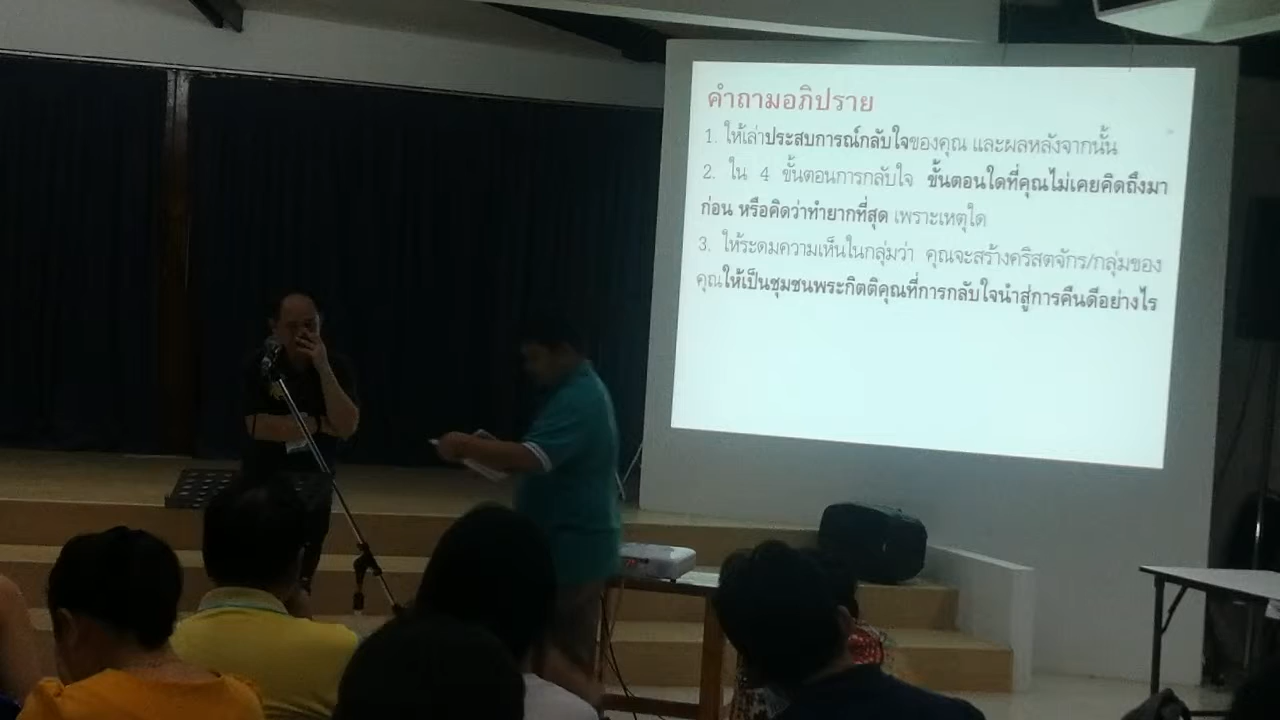 คำถามอภิปราย
1. ให้เล่าประสบการณ์กลับใจของคุณ และผลหลังจากนั้น
2. ใน 4 ขั้นตอนการกลับใจ ขั้นตอนใดที่คุณไม่เคยคิดถึงมา
ก่อน หรือคิดว่าทำยากที่สุด เพราะเหตุใด
3. ให้ระดมความเห็นในกลุ่มว่า คุณจะสร้างคริสตจักร/กลุ่มของ
คุณให้เป็นชุมชนพระกิตติคุณที่การกลับใจนำสู่การคืนดีอย่างไร